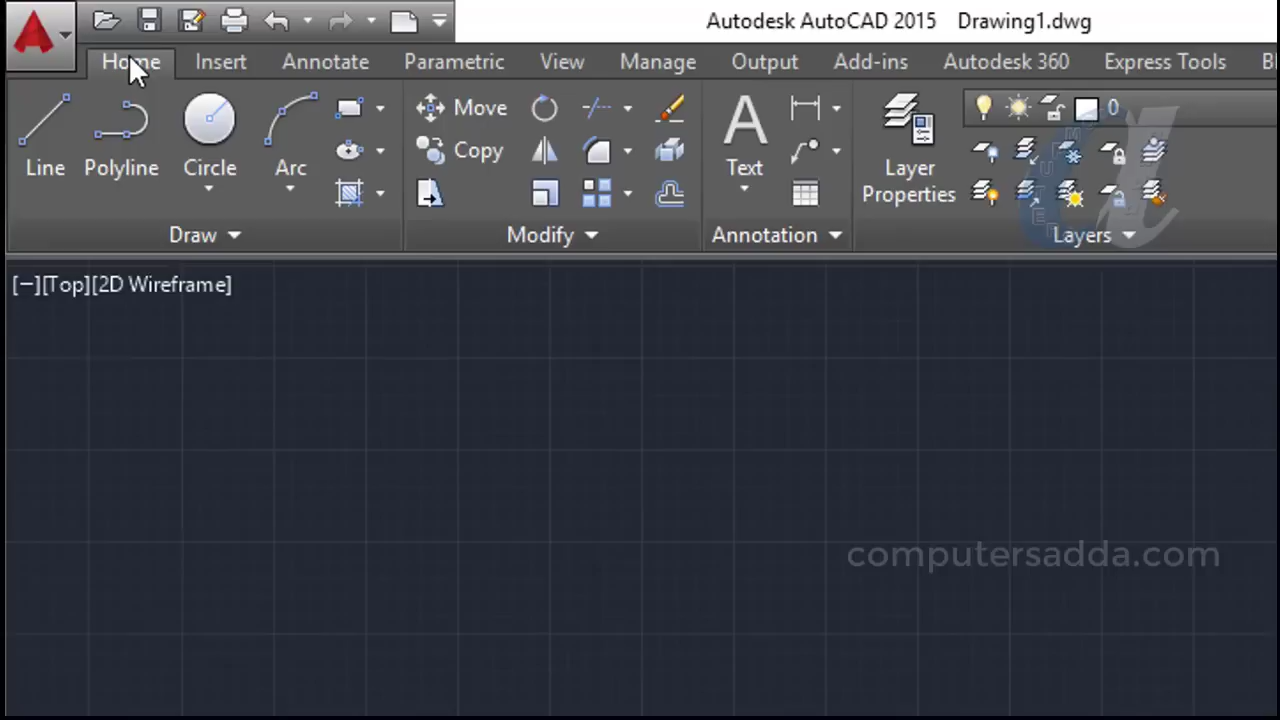 Autodesk AutoCAD 2015 Drawing1.dwg
Home Insert Annotate Parametric View Manage Output Add-ins Autodesk 360 Express Tools
Move
0
Copy
Line Polyline Circle Arc Text Layer
Properties
Draw Modify Annotation Layers
[−][Top][2D Wireframe]
computersadda.com